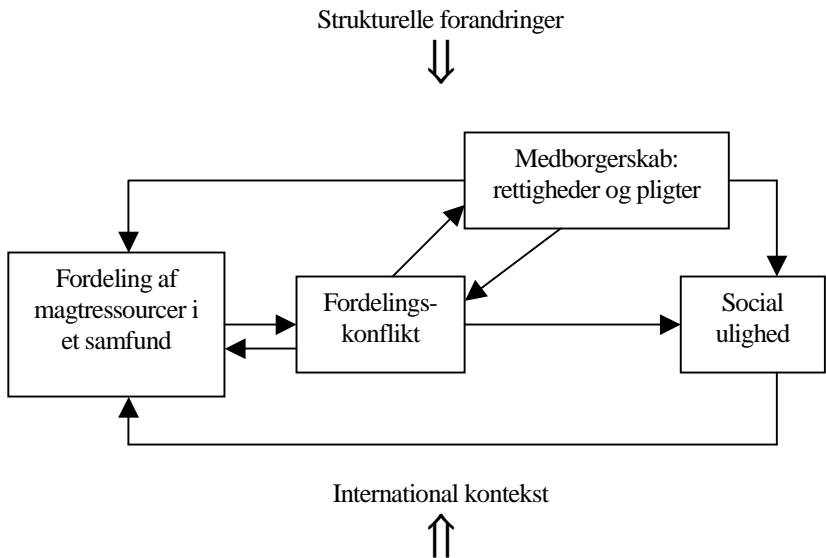 Strukturelle forandringer
Medborgerskab:
rettigheder og pligter
Fordeling af
magtressourcer i
et samfund
Fordelings-
konflikt
Social
ulighed
International kontekst